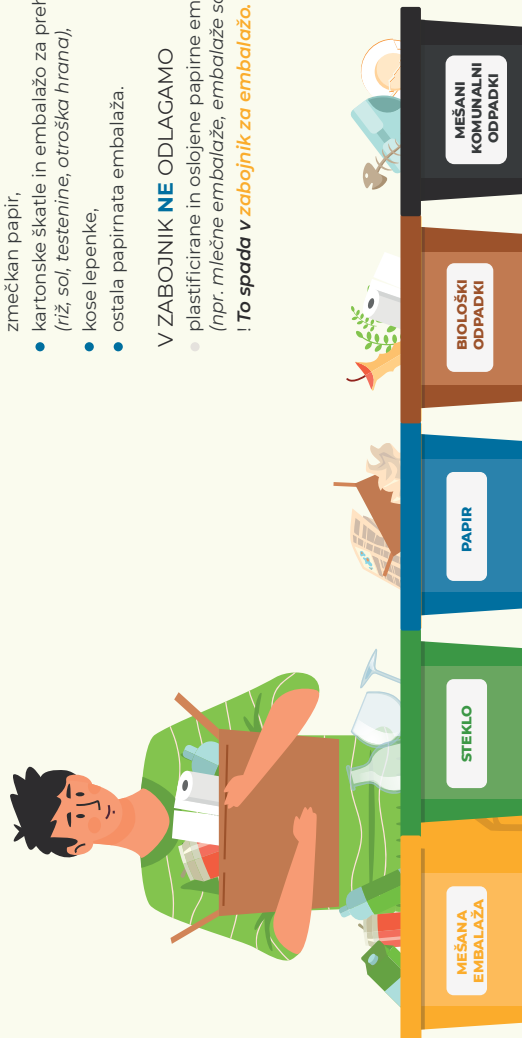 zmečkan papir,
kartonske škatle in embalažo za preh
(riž, sol, testenine, otroška hrana),
kose lepenke,
ostala papirnata embalaža.
V ZABOJNIK NE ODLAGAMO
plastificirane in oslojene papirne em
(npr. mlečne embalaže, embalaže so
! To spada v zabojnik za embalažo.
MEŠANA
EMBALAŽA
STEKLO
PAPIR
BIOLOŠKI
ODPADKI
MEŠANI
KOMUNALNI
ODPADKI